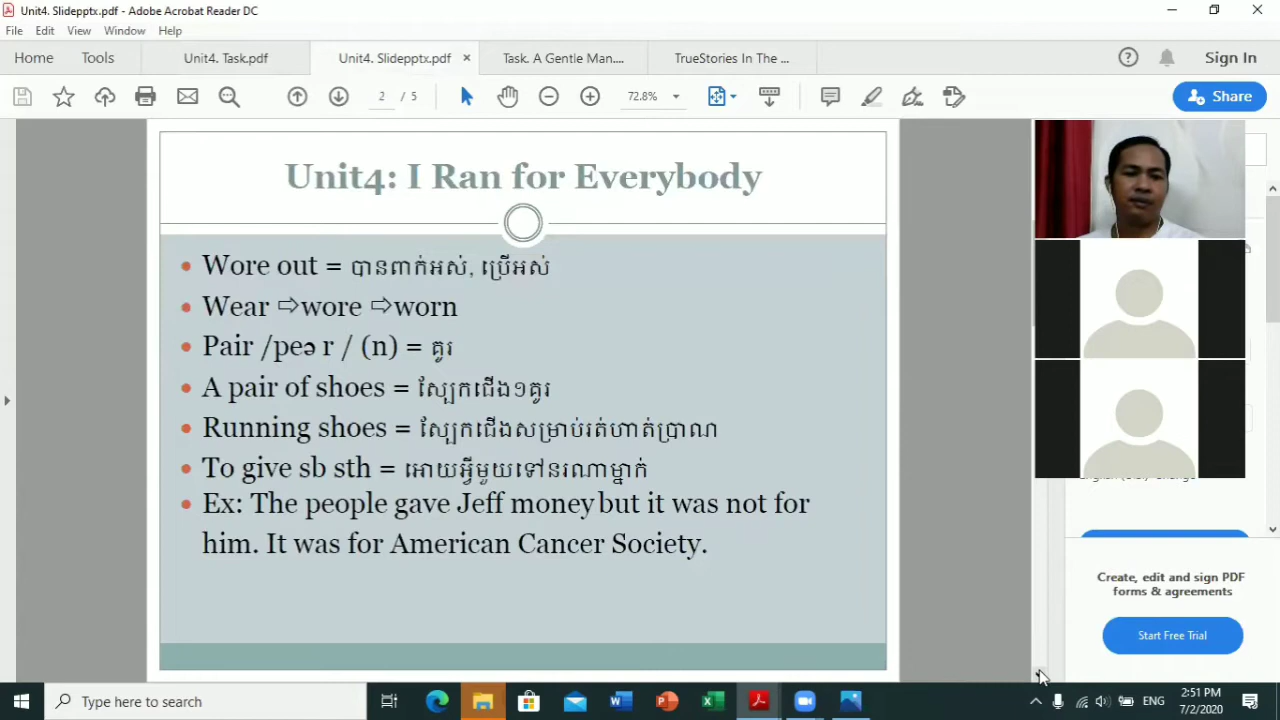 Unit4. Slidepptx.pdf - Adobe Acrobat Reader DC
File Edit View Window Help
Home Tools Unit4. Task.pdf Unit4. Slidepptx.pdf × Task. A Gentle Man.... TrueStories In The ... Sign In
2 / 5 72.8% Share
Unit4: I Ran for Everybody
• Wore out = បានពាក់អស់, ប្រើអស់
• Wear ⇨wore ⇨worn
• Pair /peə r / (n) = គូរ
• A pair of shoes = ស្បែកជើង១គូរ
• Running shoes = ស្បែកជើងសម្រាប់រត់ហាត់ប្រាណ
• To give sb sth = អោយអ្វីមួយទៅនរណាម្នាក់
• Ex: The people gave Jeff money but it was not for
him. It was for American Cancer Society.
Create, edit and sign PDF
forms & agreements
Start Free Trial
Type here to search
ENG
2:51 PM
7/2/2020